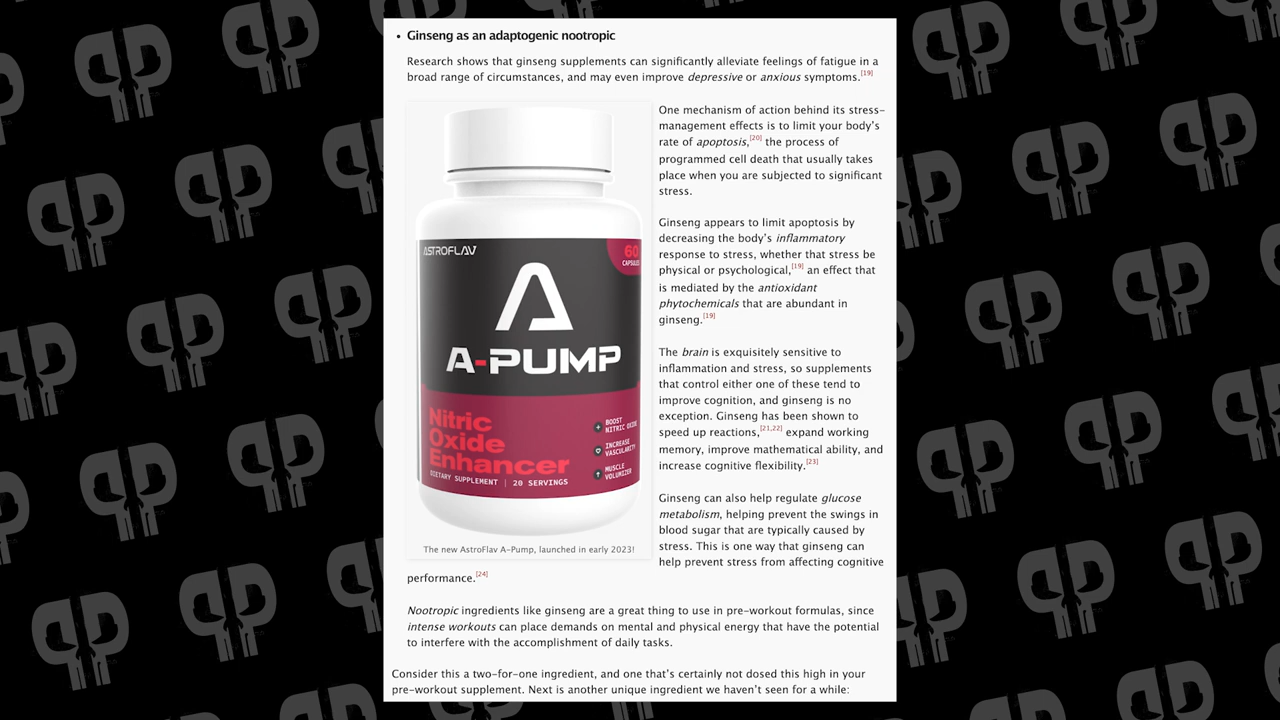 • Ginseng as an adaptogenic nootropic
Research shows that ginseng supplements can significantly alleviate feelings of fatigue in a
broad range of circumstances, and may even improve depressive or anxious symptoms.[19]
ASTROFLAV
60
CAPSULES
A
A-PUMP
Nitric
Oxide
Enhancer
BOOST
NITRIC OXIDE
INCREASE
VASCULARITY
MUSCLE
VOLUMIZER
DIETARY SUPPLEMENT | 20 SERVINGS
The new AstroFlav A-Pump, launched in early 2023!
One mechanism of action behind its stress-
management effects is to limit your body's
rate of apoptosis,[20] the process of
programmed cell death that usually takes
place when you are subjected to significant
stress.
Ginseng appears to limit apoptosis by
decreasing the body's inflammatory
response to stress, whether that stress be
physical or psychological,[19] an effect that
is mediated by the antioxidant
phytochemicals that are abundant in
ginseng.[19]
The brain is exquisitely sensitive to
inflammation and stress, so supplements
that control either one of these tend to
improve cognition, and ginseng is no
exception. Ginseng has been shown to
speed up reactions,[21,22] expand working
memory, improve mathematical ability, and
increase cognitive flexibility.[23]
Ginseng can also help regulate glucose
metabolism, helping prevent the swings in
blood sugar that are typically caused by
stress. This is one way that ginseng can
help prevent stress from affecting cognitive
performance.[24]
Nootropic ingredients like ginseng are a great thing to use in pre-workout formulas, since
intense workouts can place demands on mental and physical energy that have the potential
to interfere with the accomplishment of daily tasks.
Consider this a two-for-one ingredient, and one that's certainly not dosed this high in your
pre-workout supplement. Next is another unique ingredient we haven't seen for a while: